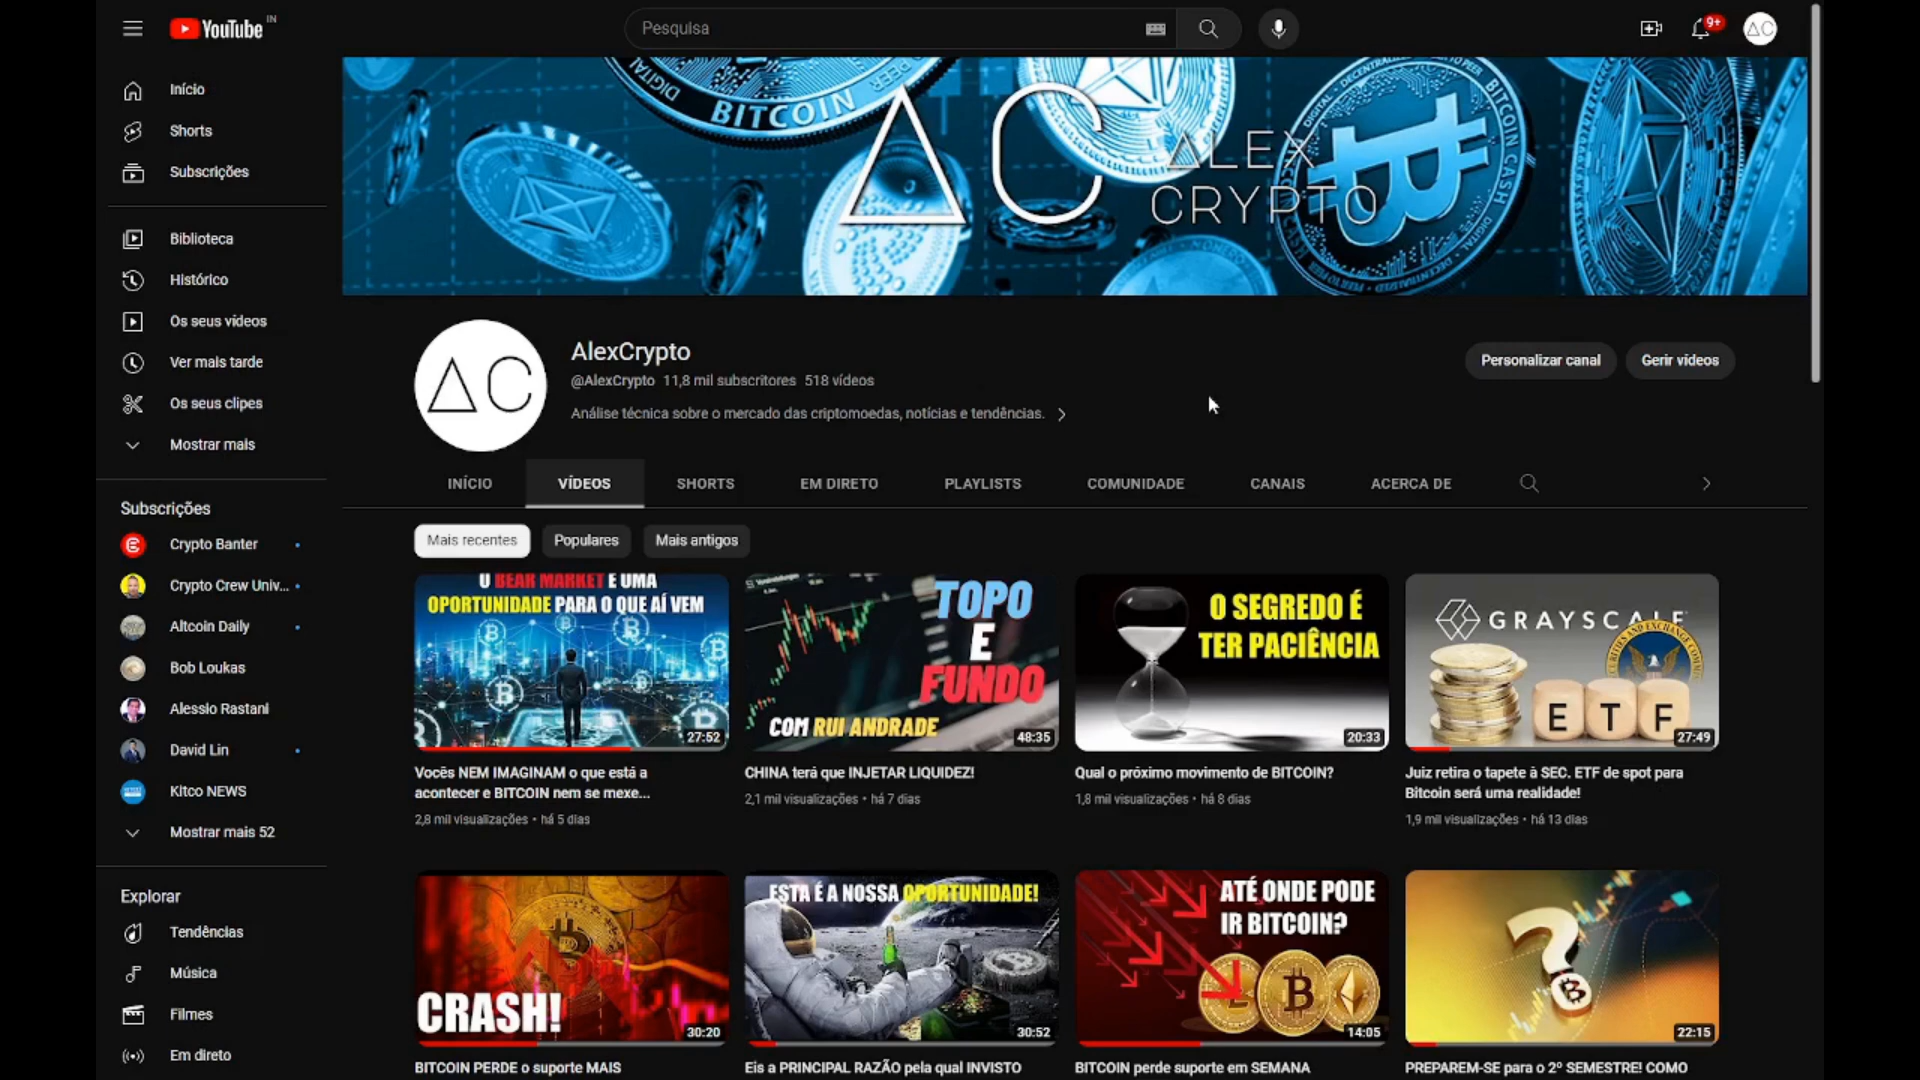 YouTube IN
Pesquisa
9+
AC
Início
Shorts
Subscrições
Biblioteca
Histórico
Os seus vídeos
Ver mais tarde
Os seus clipes
Mostrar mais
Subscrições
Crypto Banter
Crypto Crew Univ...
Altcoin Daily
Bob Loukas
Alessio Rastani
David Lin
Kitco NEWS
Mostrar mais 52
Explorar
Tendências
Música
Filmes
Em direto
DIGITAL
BITCOIN
AC
ALEX
CRYPTO
BITCOIN CASH
AC
AlexCrypto
@AlexCrypto 11,8 mil subscritores 518 vídeos
Análise técnica sobre o mercado das criptomoedas, notícias e tendências.
Personalizar canal
Gerir vídeos
INÍCIO
VÍDEOS
SHORTS
EM DIRETO
PLAYLISTS
COMUNIDADE
CANAIS
ACERCA DE
Mais recentes
Populares
Mais antigos
O BEAR MARKET É UMA
OPORTUNIDADE PARA O QUE AÍ VEM
27:52
Vocês NEM IMAGINAM o que está a
acontecer e BITCOIN nem se mexe...
2,8 mil visualizações • há 5 dias
TOPO
E
FUNDO
COM RUI ANDRADE
48:35
CHINA terá que INJETAR LIQUIDEZ!
2,1 mil visualizações • há 7 dias
O SEGREDO É
TER PACIÊNCIA
20:33
Qual o próximo movimento de BITCOIN?
1,8 mil visualizações • há 8 dias
GRAYSCALE
ETF
27:49
Juiz retira o tapete à SEC. ETF de spot para
Bitcoin será uma realidade!
1,9 mil visualizações • há 13 dias
CRASH!
30:20
BITCOIN PERDE o suporte MAIS
ESTA É A NOSSA OPORTUNIDADE!
30:52
Eis a PRINCIPAL RAZÃO pela qual INVISTO
ATÉ ONDE PODE
IR BITCOIN?
14:05
BITCOIN perde suporte em SEMANA
22:15
PREPAREM-SE para o 2º SEMESTRE! COMO